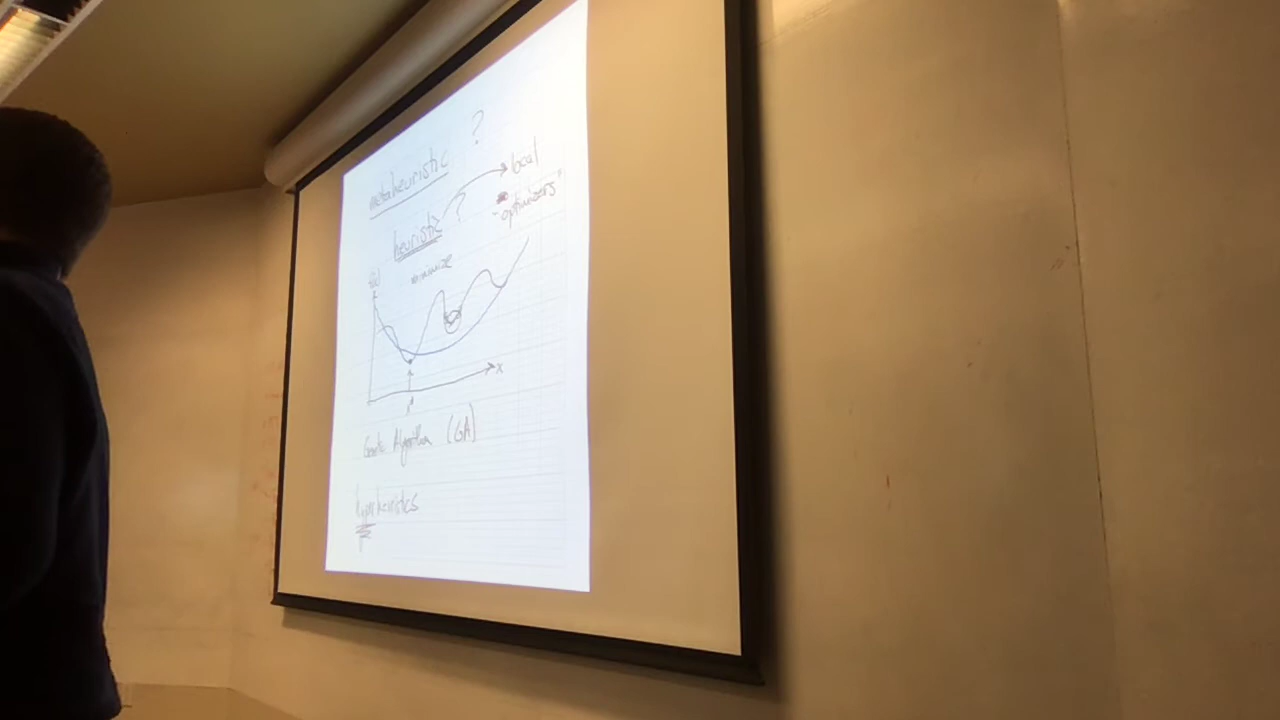 metaheuristic ?
heuristic ? local
"optimizers"
minimize
f(x)
x
x*
Genetic Algorithm (GA)
hyperheuristics